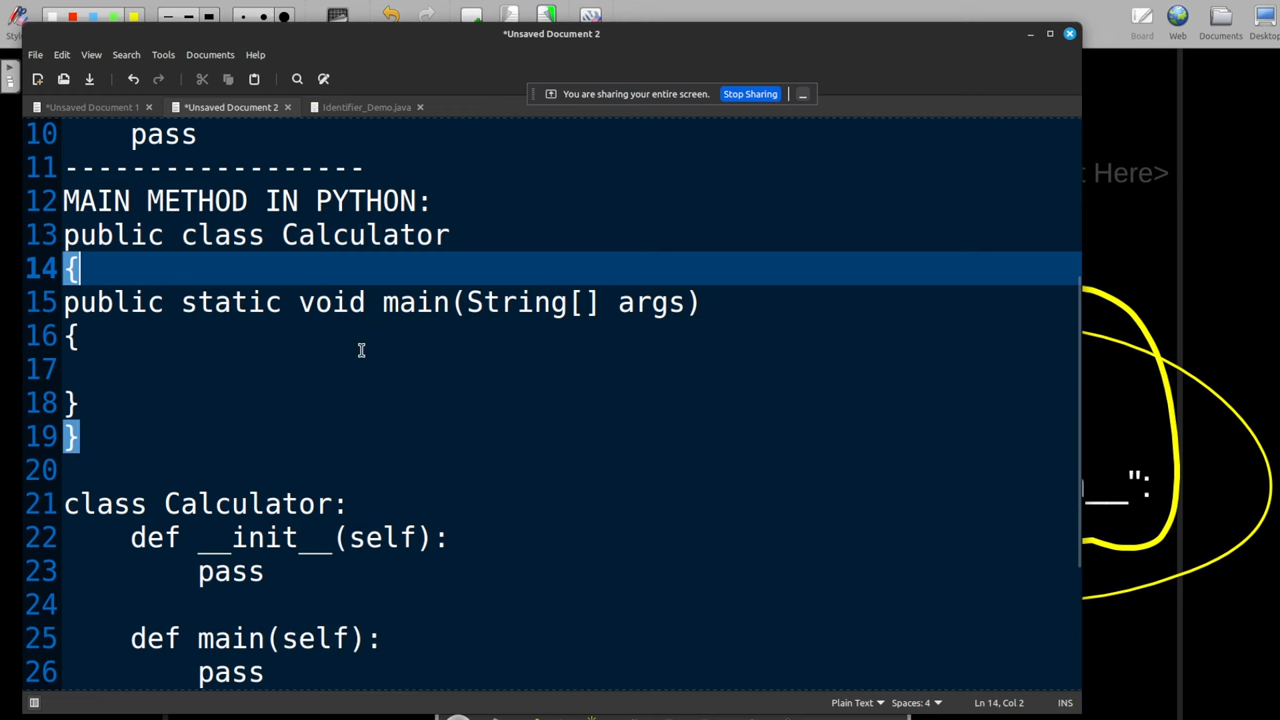 Style
Board
Web
Documents
Desktop
*Unsaved Document 2
File Edit View Search Tools Documents Help
You are sharing your entire screen. Stop Sharing
*Unsaved Document 1
*Unsaved Document 2
Identifier_Demo.java
t Here>
10 pass
11 ------------------
12 MAIN METHOD IN PYTHON:
13 public class Calculator
14 {
15 public static void main(String[] args)
16 {
17
18 }
19 }
20
21 class Calculator:
22 def __init__(self):
23 pass
24
25 def main(self):
26 pass
__":
Plain Text Spaces: 4 Ln 14, Col 2 INS